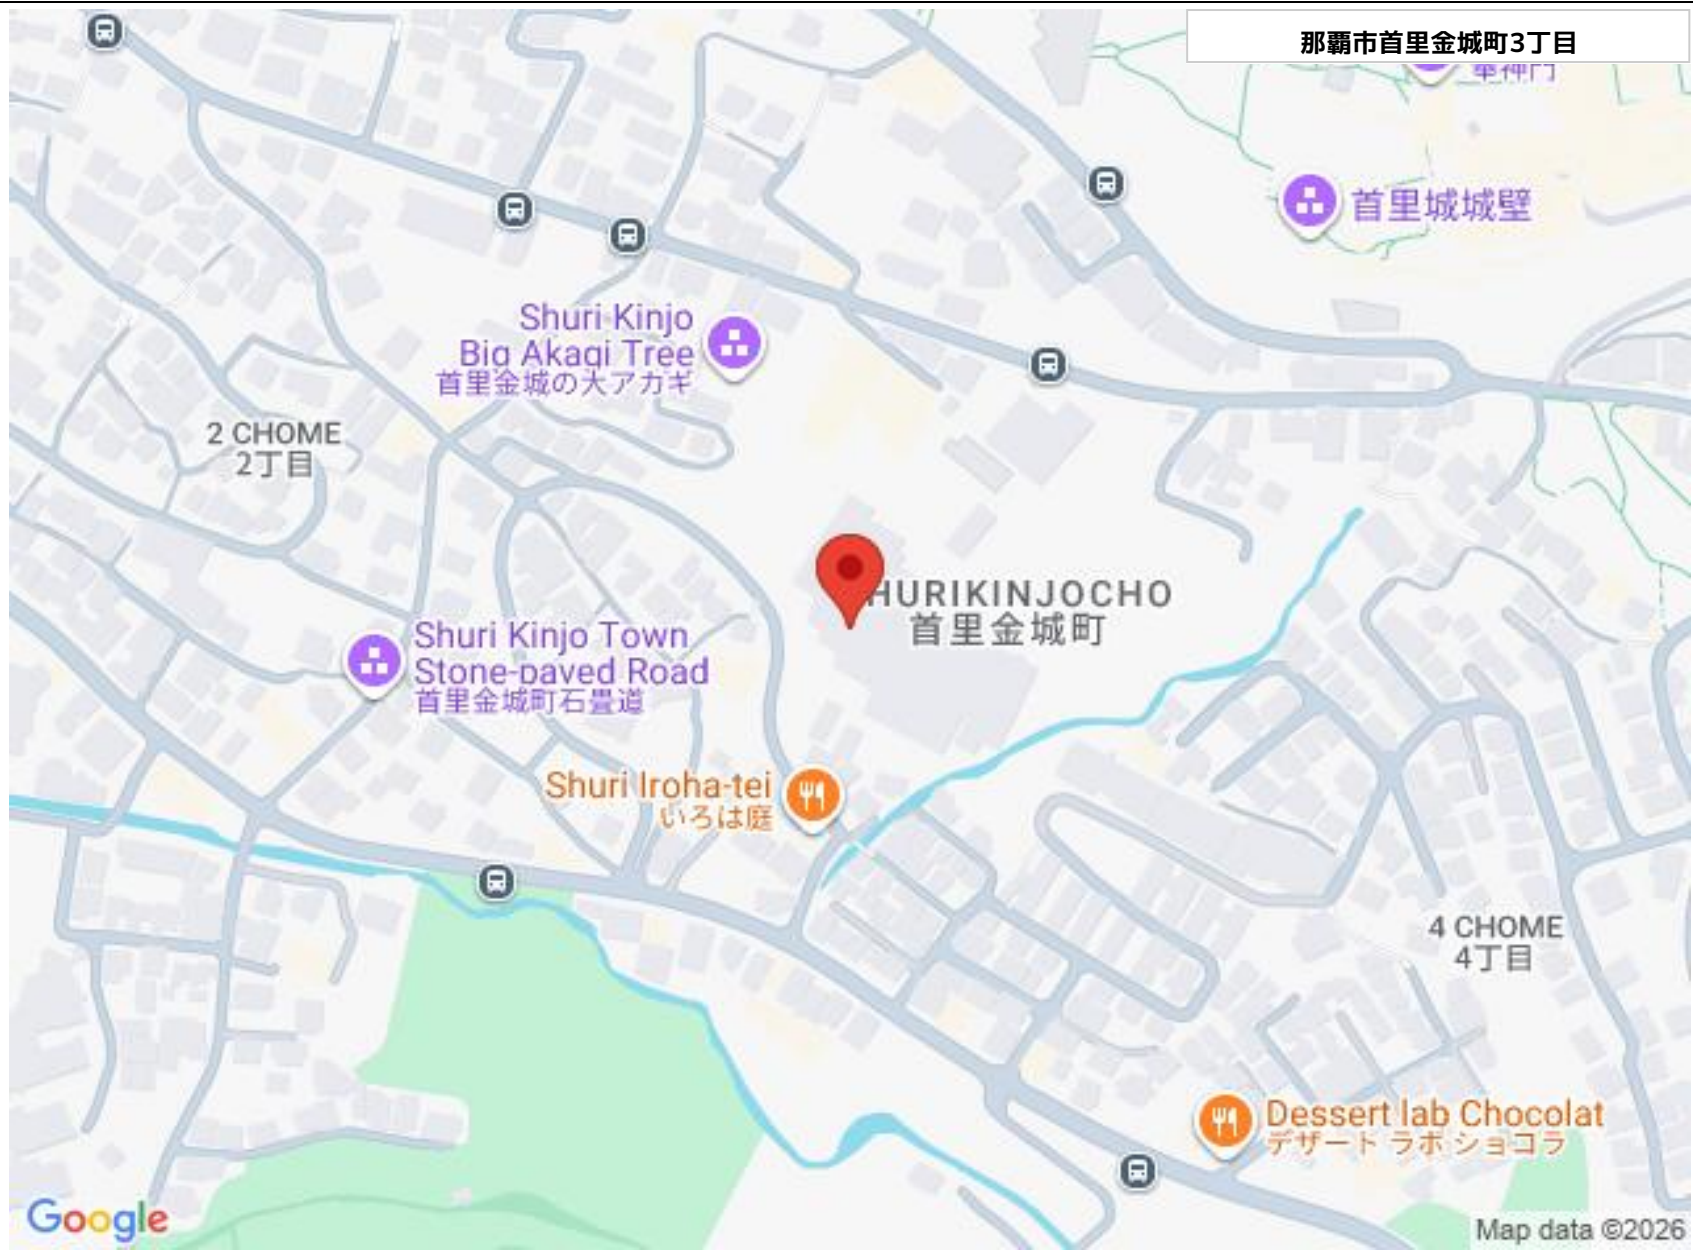 那覇市首里金城町3丁目
奉神門
首里城城壁
Shuri Kinjo
Big Akagi Tree
首里金城の大アカギ
2 CHOME
2丁目
HURIKINJOCHO
首里金城町
Shuri Kinjo Town
Stone-paved Road
首里金城町石畳道
Shuri Iroha-tei
いろは庭
4 CHOME
4丁目
Dessert lab Chocolat
デザート ラボ ショコラ
Google
Map data ©2026